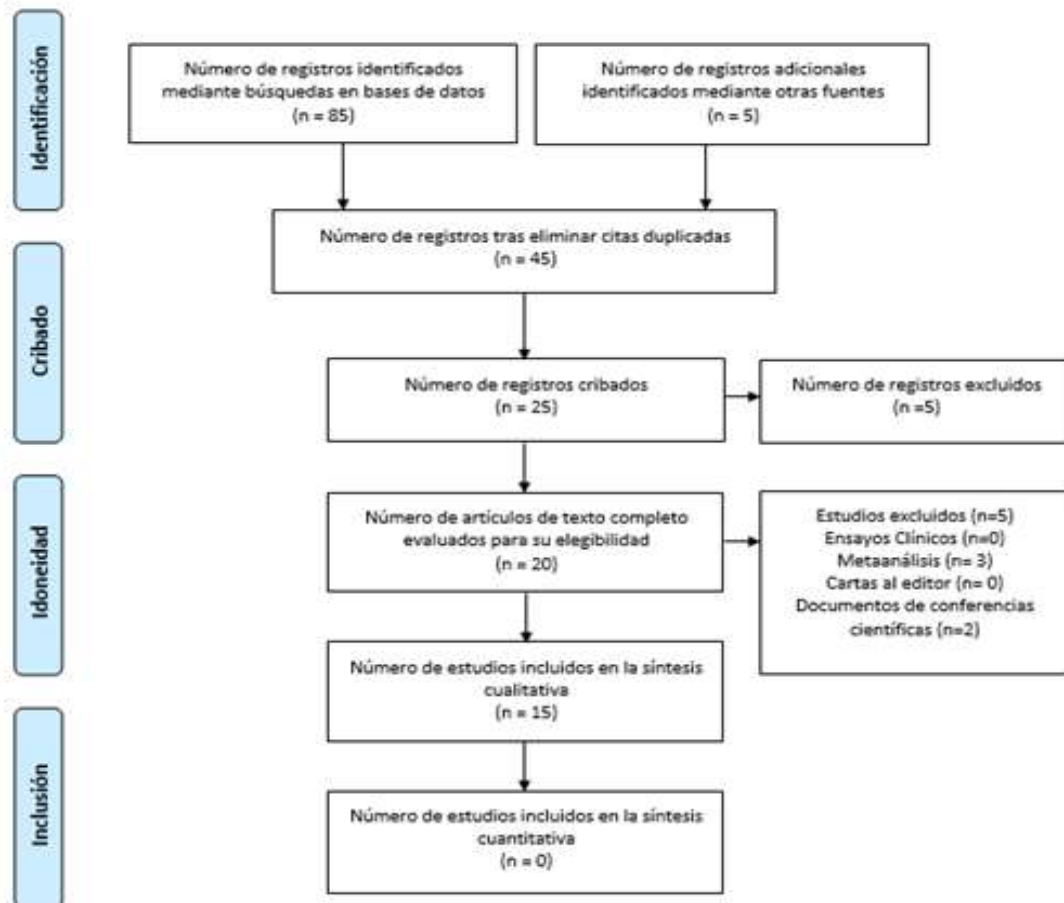 Identificación
Número de registros identificados
mediante búsquedas en bases de datos
(n = 85)
Número de registros adicionales
identificados mediante otras fuentes
(n = 5)
Número de registros tras eliminar citas duplicadas
(n = 45)
Cribado
Número de registros cribados
(n = 25)
Número de registros excluidos
(n =5)
Idoneidad
Número de artículos de texto completo
evaluados para su elegibilidad
(n = 20)
Estudios excluidos (n=5)
Ensayos Clínicos (n=0)
Metaanálisis (n= 3)
Cartas al editor (n= 0)
Documentos de conferencias
científicas (n=2)
Número de estudios incluidos en la síntesis
cualitativa
(n = 15)
Inclusión
Número de estudios incluidos en la síntesis
cuantitativa
(n = 0)